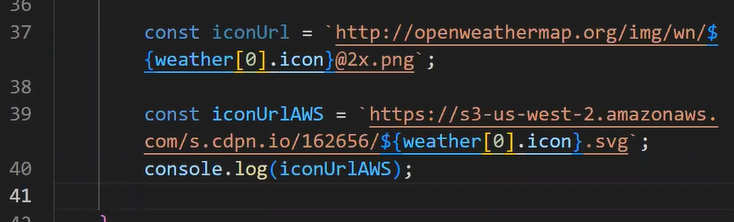 36
37 const iconUrl = `http://openweathermap.org/img/wn/$
{weather[0].icon}@2x.png`;
38
39 const iconUrlAWS = `https://s3-us-west-2.amazonaws.
com/s.cdpn.io/162656/${weather[0].icon}.svg`;
40 console.log(iconUrlAWS);
41
42 }